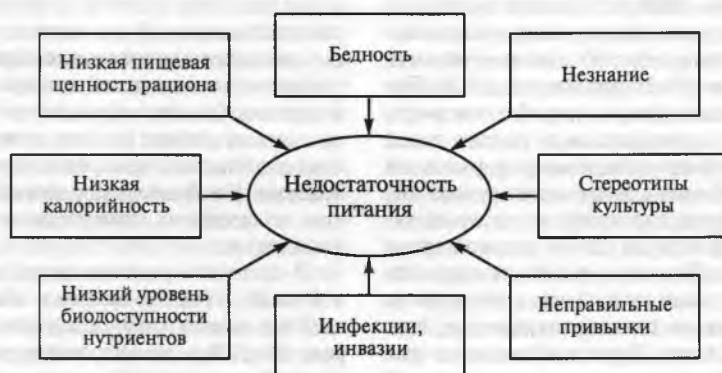 Низкая пищевая
ценность рациона
Бедность
Незнание
Низкая
калорийность
Недостаточность
питания
Стереотипы
культуры
Низкий уровень
биодоступности
нутриентов
Инфекции,
инвазии
Неправильные
привычки